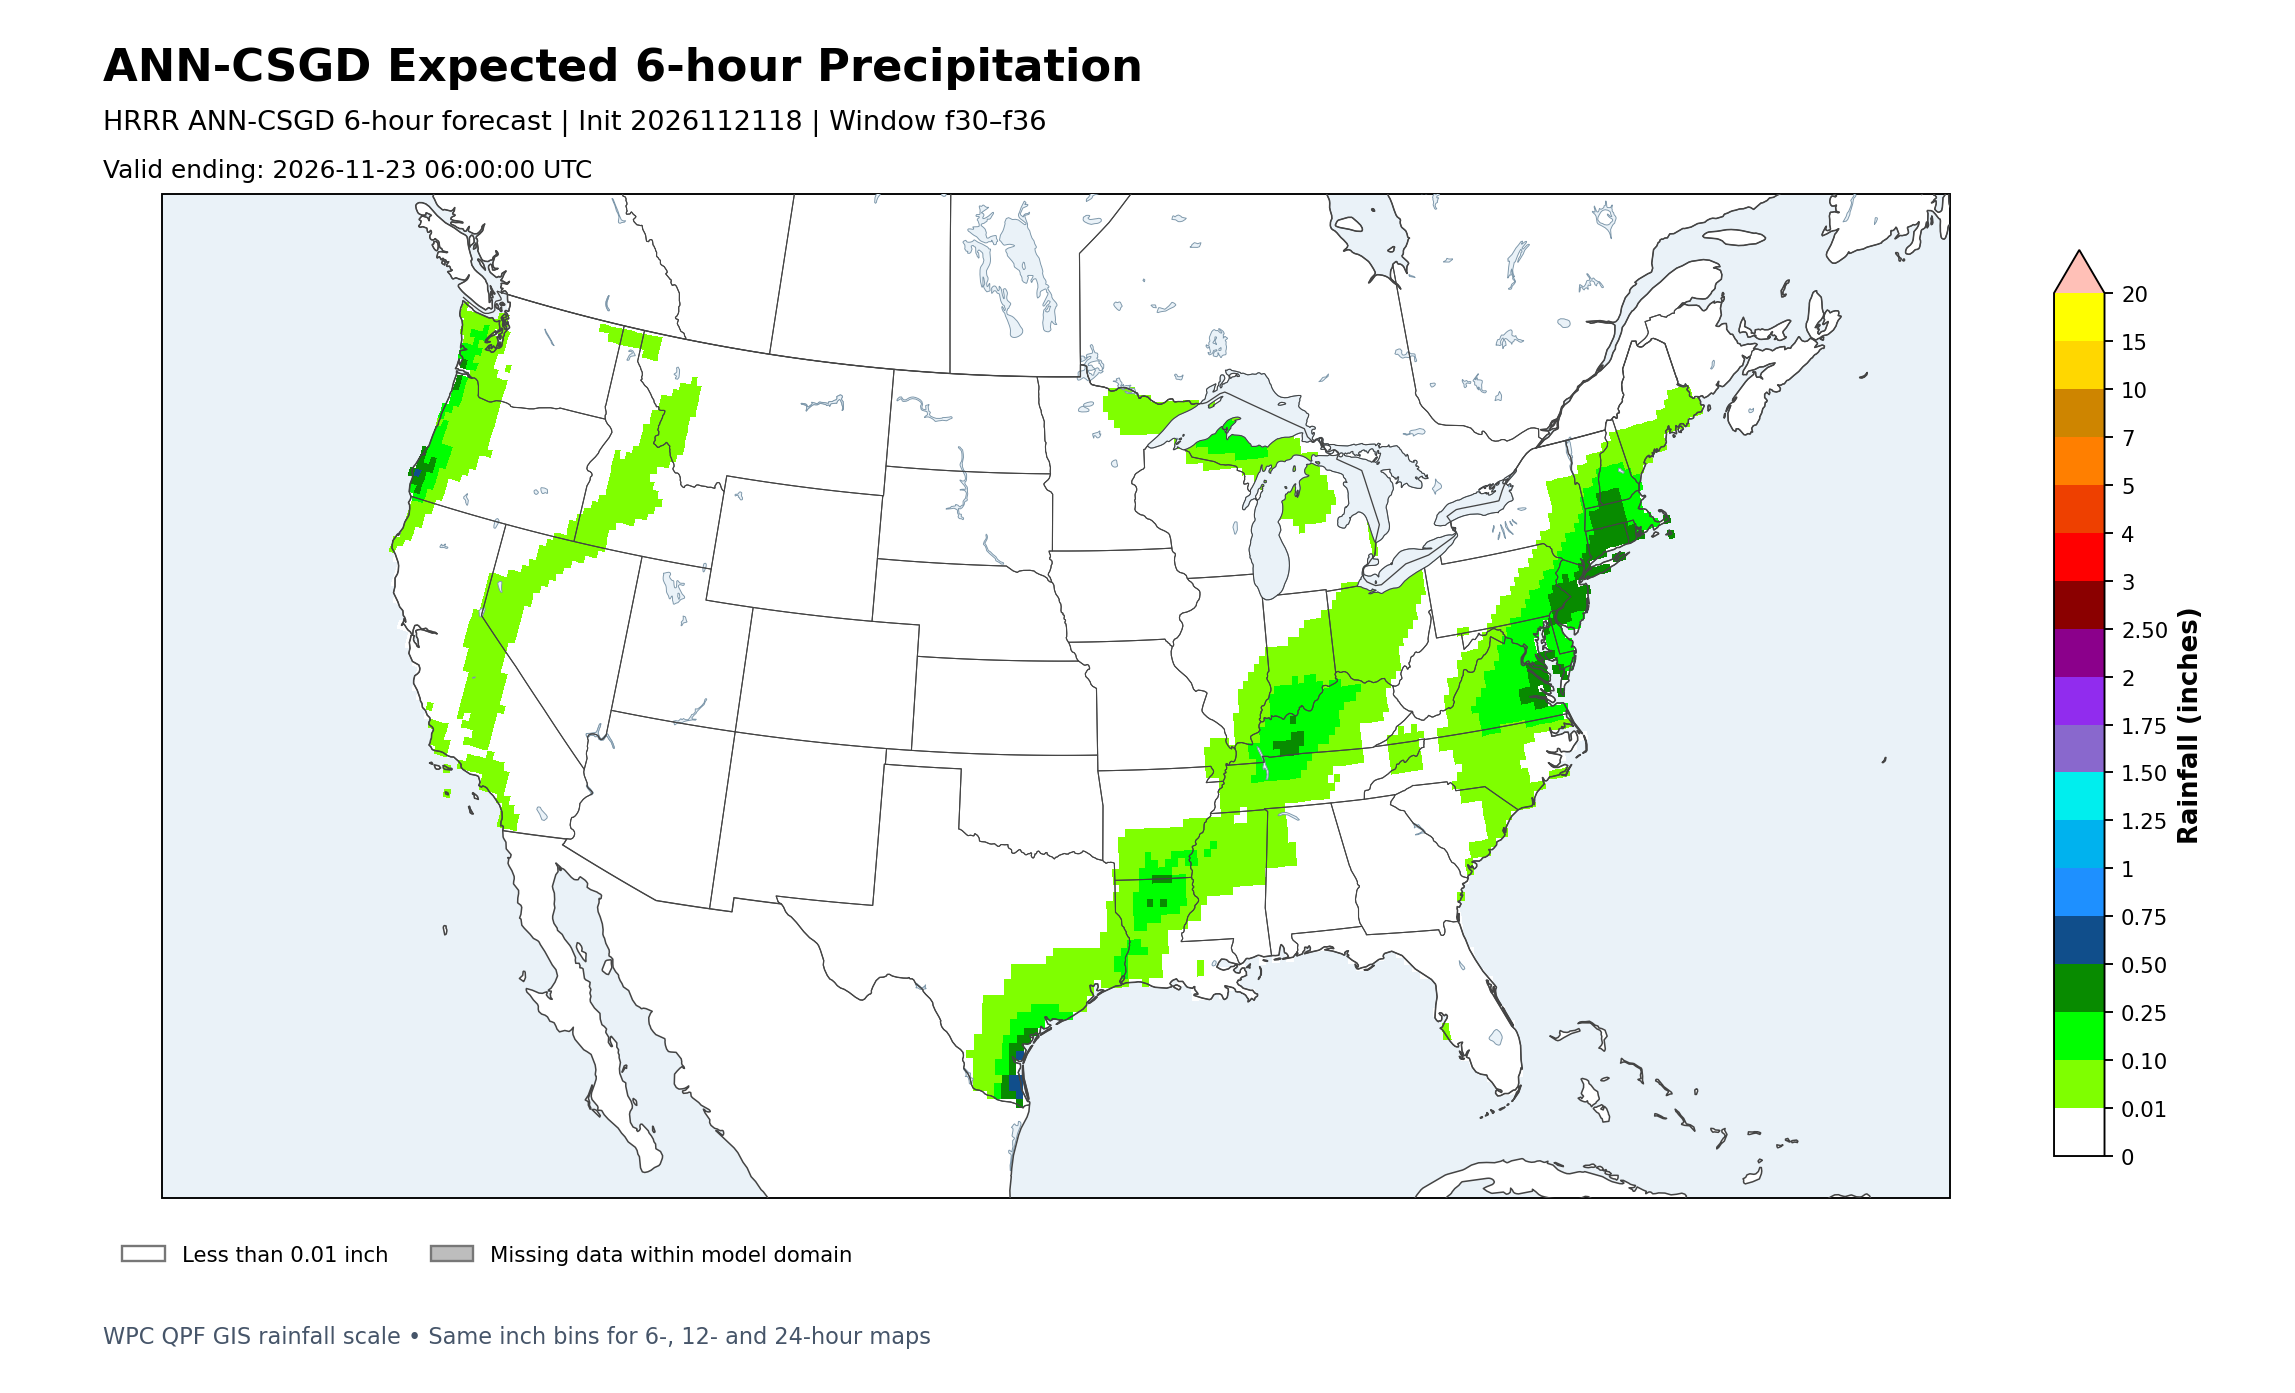 ANN-CSGD Expected 6-hour Precipitation
HRRR ANN-CSGD 6-hour forecast | Init 2026112118 | Window f30–f36
Valid ending: 2026-11-23 06:00:00 UTC
20
15
10
7
5
4
3
2.50
2
1.75
1.50
1.25
1
0.75
0.50
0.25
0.10
0.01
0
Rainfall (inches)
Less than 0.01 inch
Missing data within model domain
WPC QPF GIS rainfall scale • Same inch bins for 6-, 12- and 24-hour maps